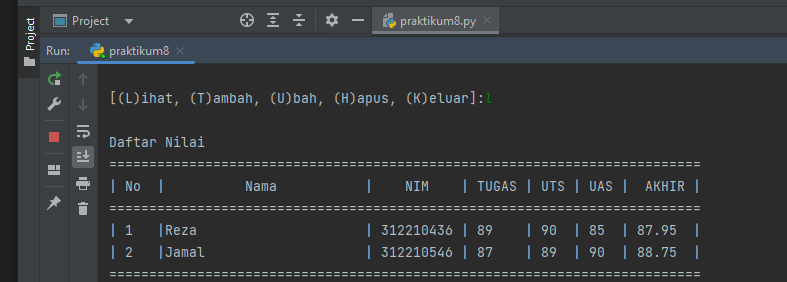 Project
praktikum8.py
Project
Run: praktikum8
[(L)ihat, (T)ambah, (U)bah, (H)apus, (K)eluar]:l
Daftar Nilai
==========================================================================
| No | Nama | NIM | TUGAS | UTS | UAS | AKHIR |
==========================================================================
| 1 |Reza | 312210436 | 89 | 90 | 85 | 87.95 |
| 2 |Jamal | 312210546 | 87 | 89 | 90 | 88.75 |
==========================================================================